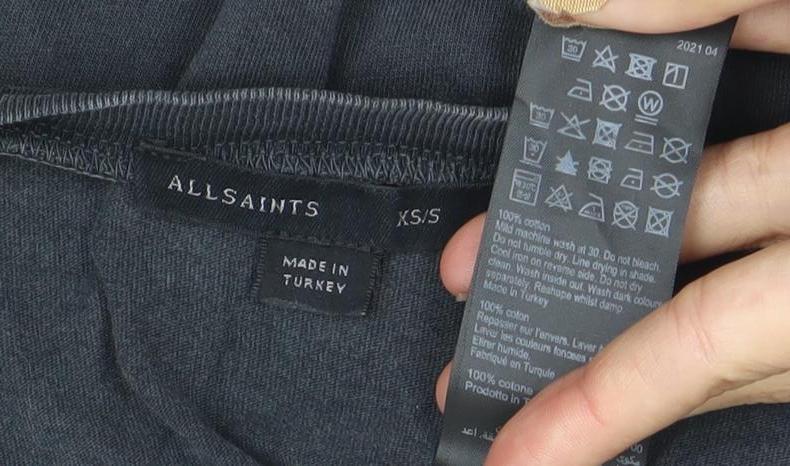 2021 04
ALLSAINTS
XS/S
MADE IN
TURKEY
100% cotton
Mild machine wash at 30. Do not bleach.
Do not tumble dry. Line drying in shade.
Cool iron on reverse side. Do not dry
clean. Wash inside out. Wash dark colours
separately. Reshape whilst damp
Made in Turkey
100% coton
Repasser sur l'envers. Laver
Laver les couleurs foncées
Etirer humide.
Fabriqué en Turquie
100% cotone
Prodotto in